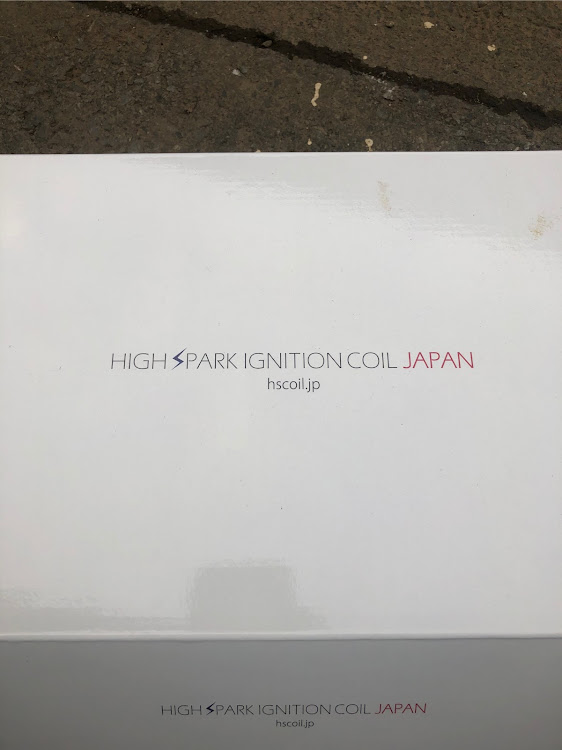 HIGH SPARK IGNITION COIL JAPAN
hscoil.jp
HIGH SPARK IGNITION COIL JAPAN
hscoil.jp